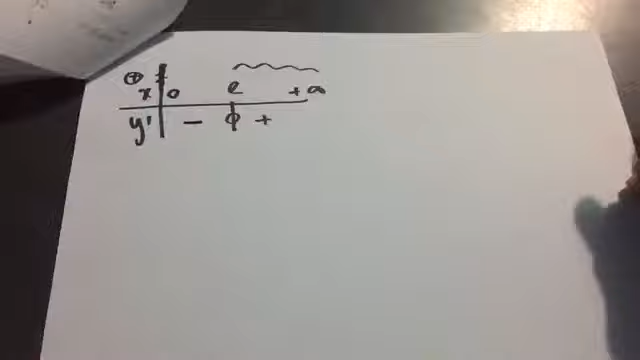 ⊕
x 0 e +∞
y' - 0 +